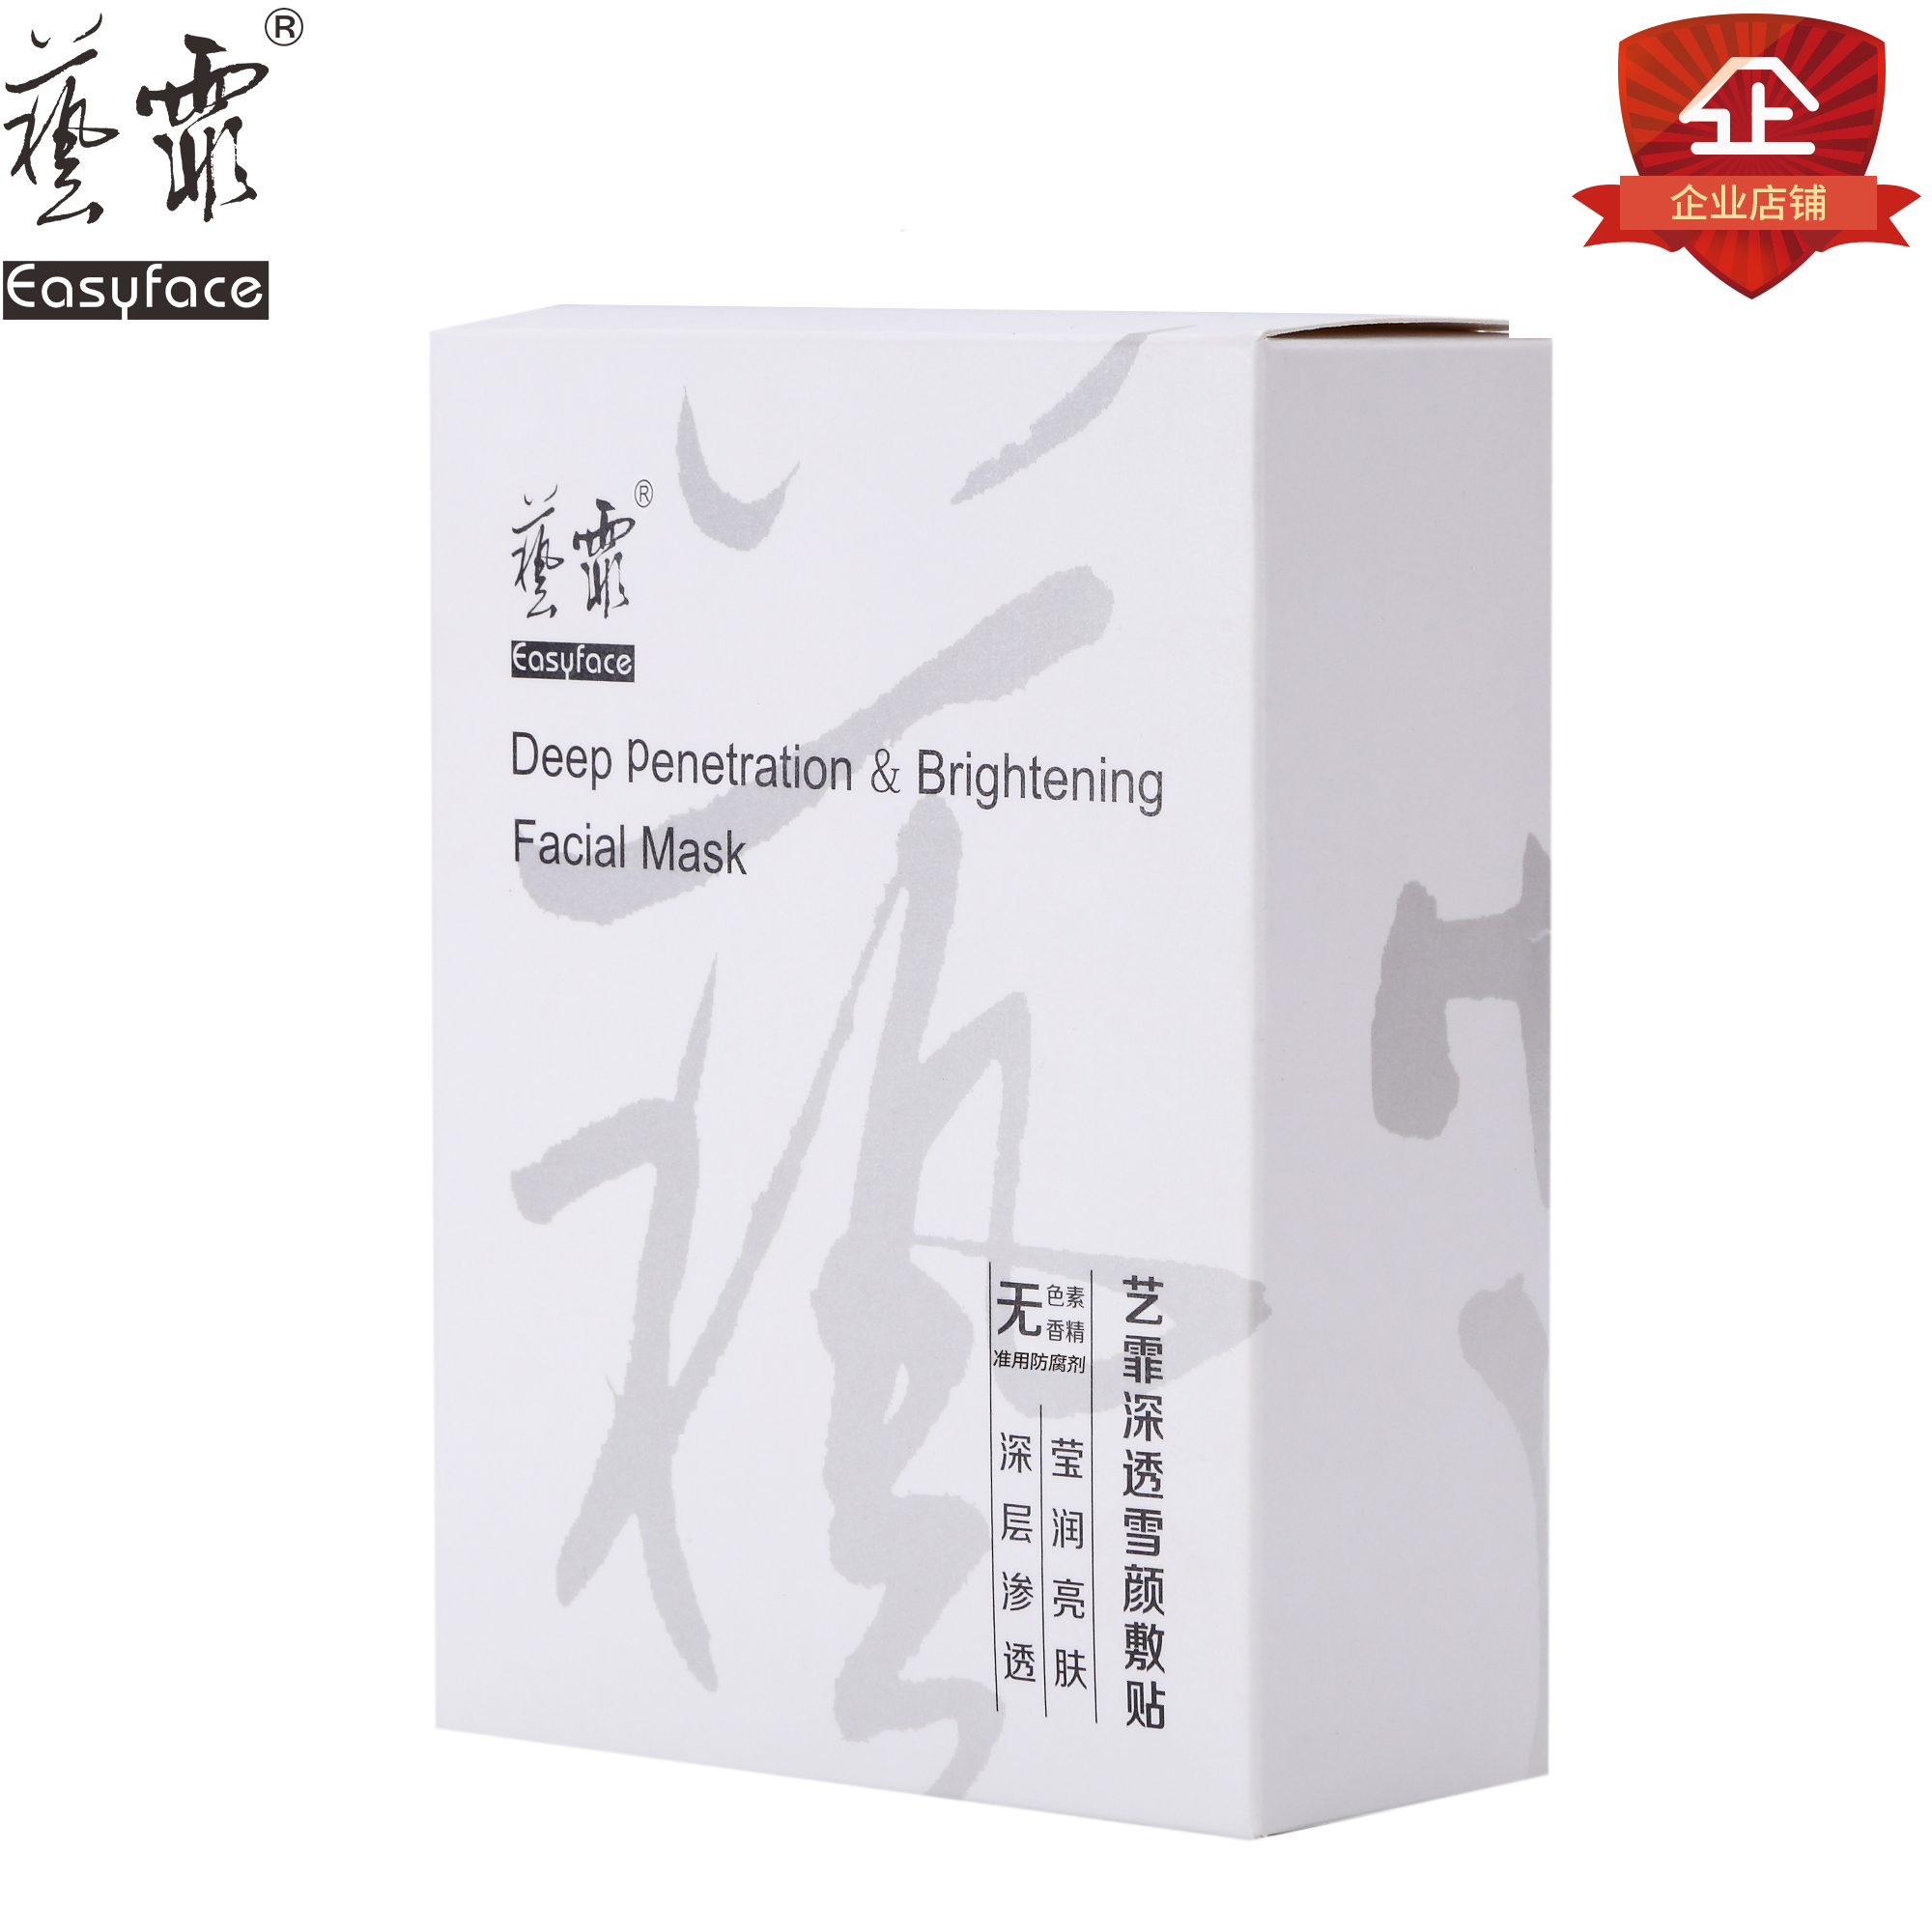 藝霏®
Easyface
企
企业店铺
藝霏®
Easyface
Deep Penetration & Brightening
Facial Mask
艺霏深透雪颜敷贴
无色素香精
准用防腐剂
莹润亮肤
深层渗透